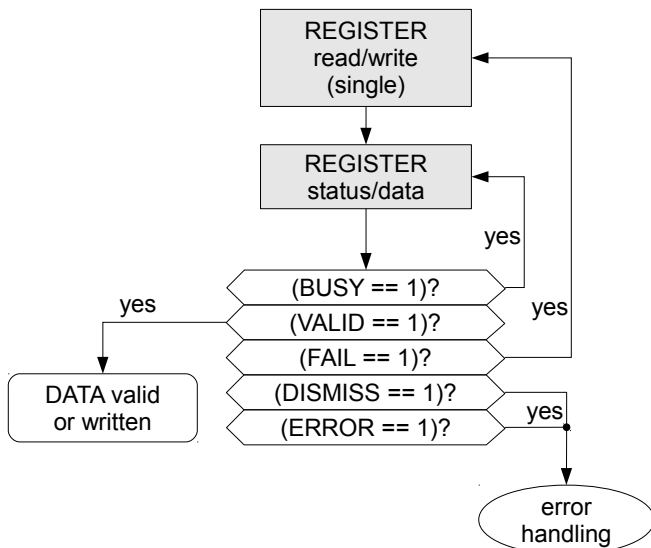 REGISTER
read/write
(single)
REGISTER
status/data
yes
yes
(BUSY == 1)?
(VALID == 1)?
yes
(FAIL == 1)?
DATA valid
or written
(DISMISS == 1)?
yes
(ERROR == 1)?
error
handling